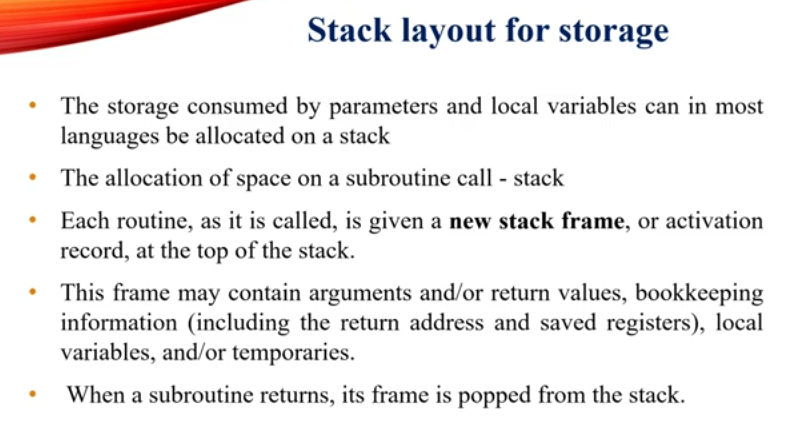 Stack layout for storage
• The storage consumed by parameters and local variables can in most
languages be allocated on a stack
• The allocation of space on a subroutine call - stack
• Each routine, as it is called, is given a new stack frame, or activation
record, at the top of the stack.
• This frame may contain arguments and/or return values, bookkeeping
information (including the return address and saved registers), local
variables, and/or temporaries.
• When a subroutine returns, its frame is popped from the stack.